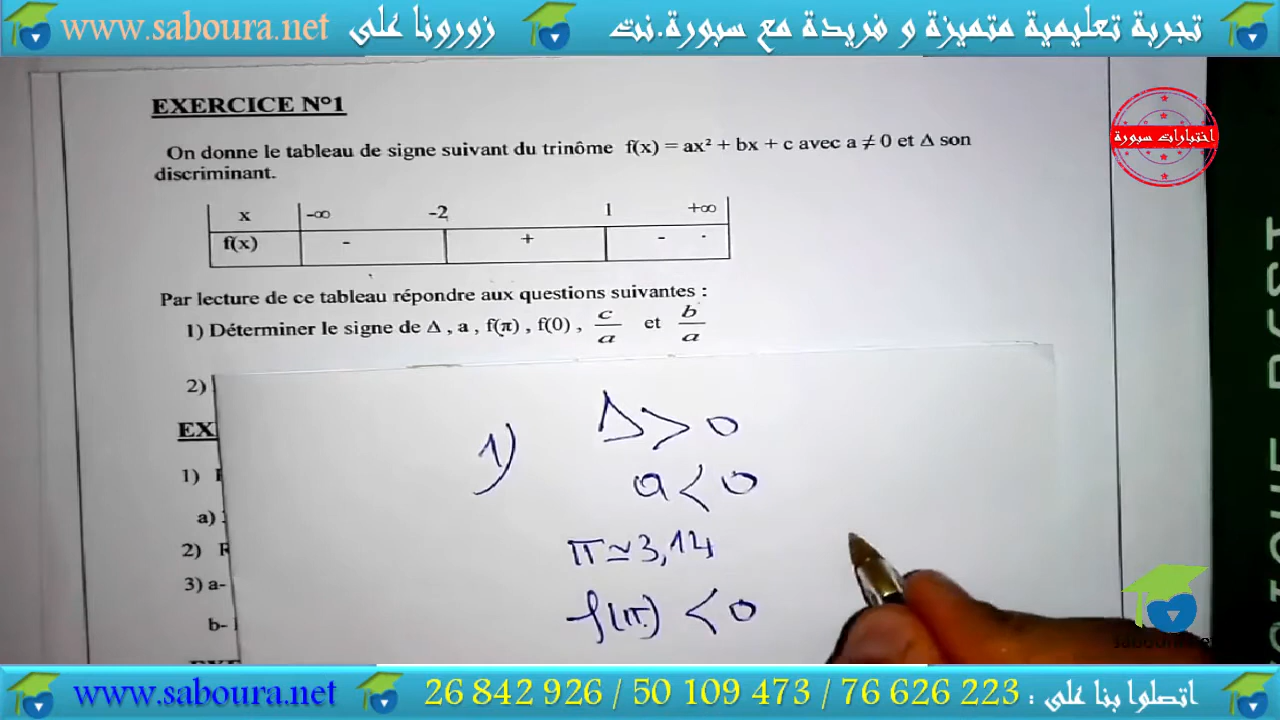 www.saboura.net زورونا على تجربة تعليمية متميزة و فريدة مع سبورة.نت
EXERCICE N°1
اختبارات سبورة
On donne le tableau de signe suivant du trinôme f(x) = ax² + bx + c avec a ≠ 0 et Δ son
discriminant.
x -∞ -2 1 +∞
f(x) - + -
Par lecture de ce tableau répondre aux questions suivantes :
1) Déterminer le signe de Δ , a , f(π) , f(0) , c/a et b/a
2)
1) Δ > 0
EX
a < 0
1)
a)
π ≃ 3,14
2) R
3) a-
f(π) < 0
b-
saboura.net
www.saboura.net 26 842 926 / 50 109 473 / 76 626 223 : اتصلوا بنا على